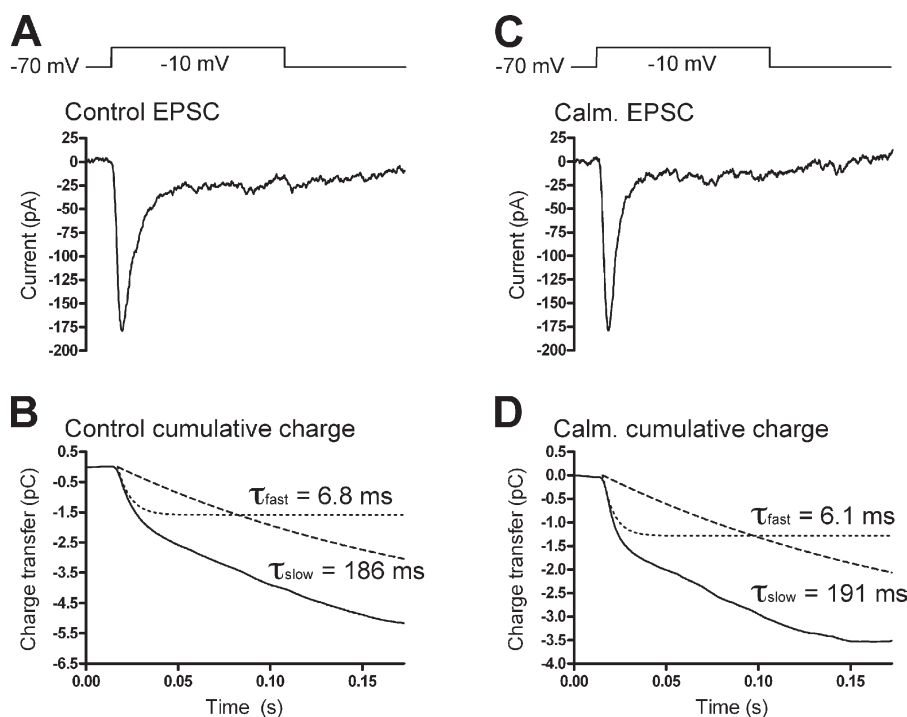 A
-70 mV
-10 mV
Control EPSC
25
0
-25
-50
-75
-100
-125
-150
-175
-200
Current (pA)
B
Control cumulative charge
0.5
-0.5
-1.5
-2.5
-3.5
-4.5
-5.5
-6.5
Charge transfer (pC)
τfast = 6.8 ms
τslow = 186 ms
0.00 0.05 0.10 0.15
Time (s)
C
-70 mV
-10 mV
Calm. EPSC
25
0
-25
-50
-75
-100
-125
-150
-175
-200
Current (pA)
D
Calm. cumulative charge
0.5
0.0
-0.5
-1.0
-1.5
-2.0
-2.5
-3.0
-3.5
-4.0
Charge transfer (pC)
τfast = 6.1 ms
τslow = 191 ms
0.00 0.05 0.10 0.15
Time (s)